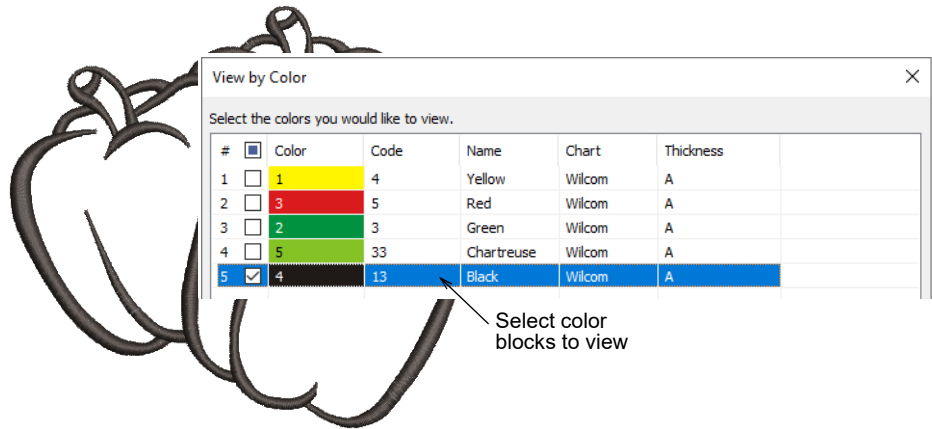 View by Color
Select the colors you would like to view.
# Color Code Name Chart Thickness
1 1 4 Yellow Wilcom A
2 3 5 Red Wilcom A
3 2 3 Green Wilcom A
4 5 33 Chartreuse Wilcom A
5 4 13 Black Wilcom A
Select color
blocks to view